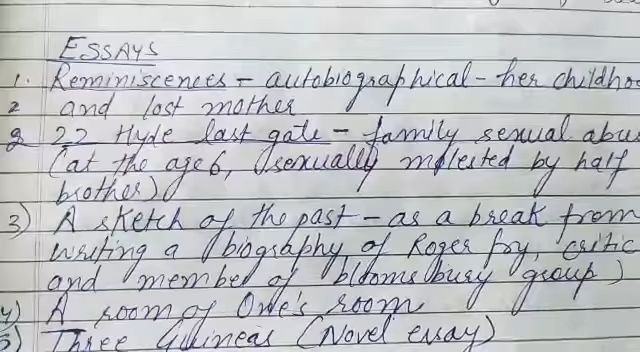 ESSAYS
1. Reminiscences - autobiographical - her childho
2 and lost mother
2 22 Hyde last gate - family sexual abu
(at the age 6, sexually molested by half
brother)
3) A sketch of the past - as a break from
writing a biography of Roger fry, critic
and member of blooms bury group)
4) A room of One's room
5) Three Guineas (Novel essay)